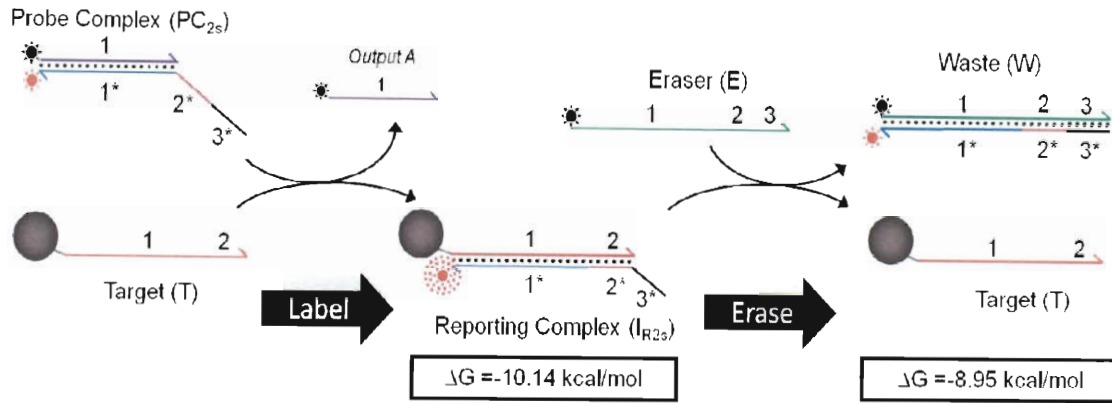 Probe Complex (PC2s)
1
1*
2*
3*
Output A
1
Eraser (E)
1 2 3
Waste (W)
1 2 3
1* 2* 3*
1 2
Target (T)
Label
1 2
1* 2* 3*
Reporting Complex (IR2s)
ΔG =-10.14 kcal/mol
Erase
1 2
Target (T)
ΔG=-8.95 kcal/mol